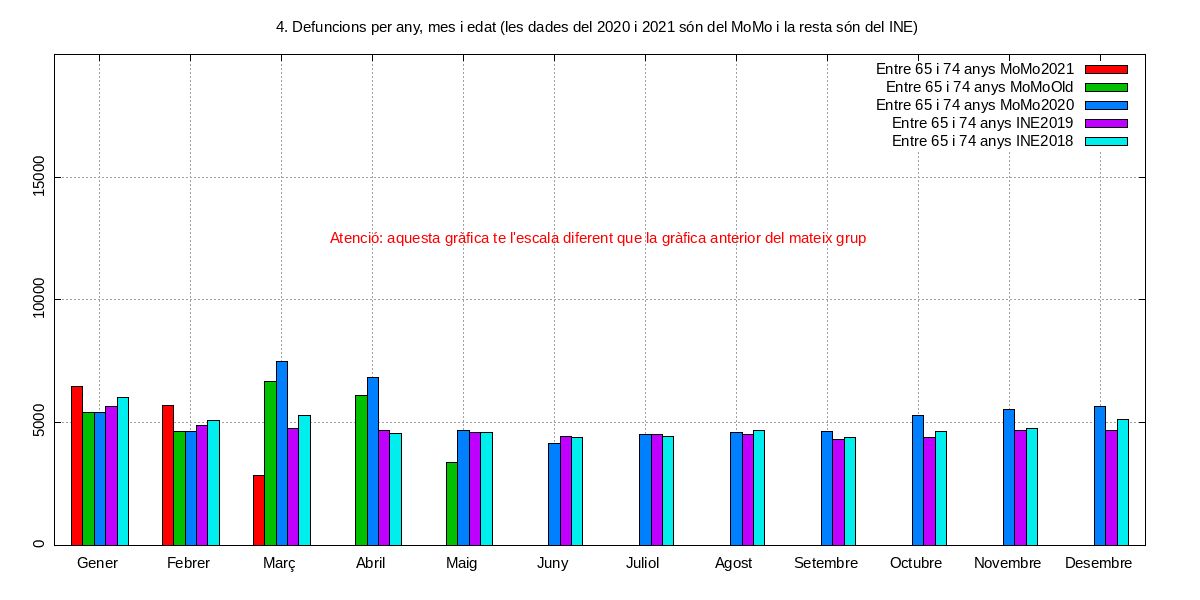 4. Defuncions per any, mes i edat (les dades del 2020 i 2021 són del MoMo i la resta són del INE)
Entre 65 i 74 anys MoMo2021
Entre 65 i 74 anys MoMoOld
Entre 65 i 74 anys MoMo2020
Entre 65 i 74 anys INE2019
Entre 65 i 74 anys INE2018
15000
Atenció: aquesta gràfica te l'escala diferent que la gràfica anterior del mateix grup
10000
5000
0
Gener Febrer Març Abril Maig Juny Juliol Agost Setembre Octubre Novembre Desembre